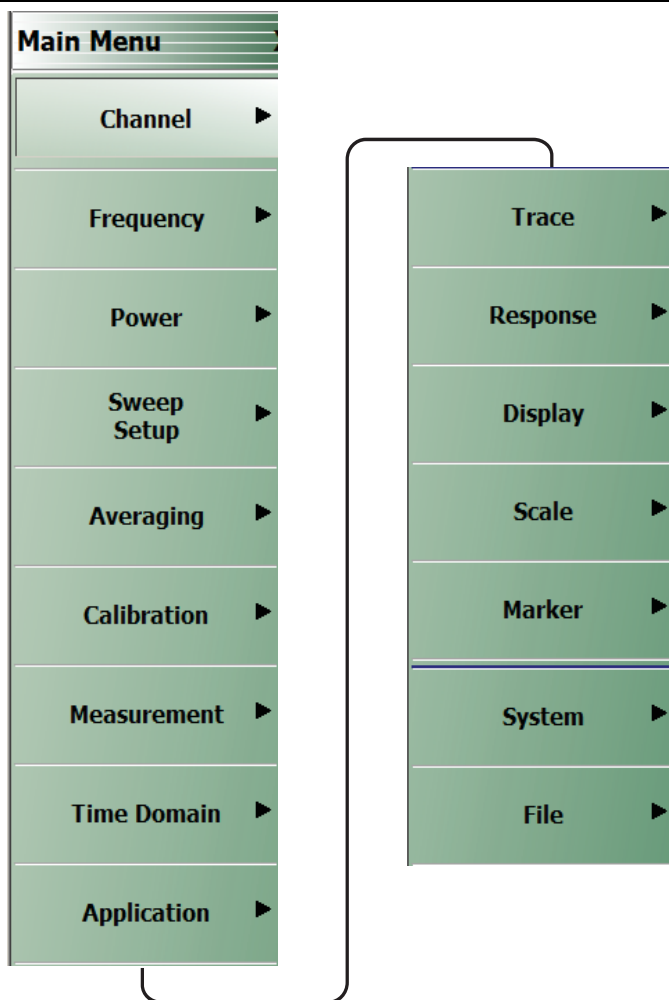 Main Menu
Channel
Frequency
Power
Sweep
Setup
Averaging
Calibration
Measurement
Time Domain
Application
Trace
Response
Display
Scale
Marker
System
File